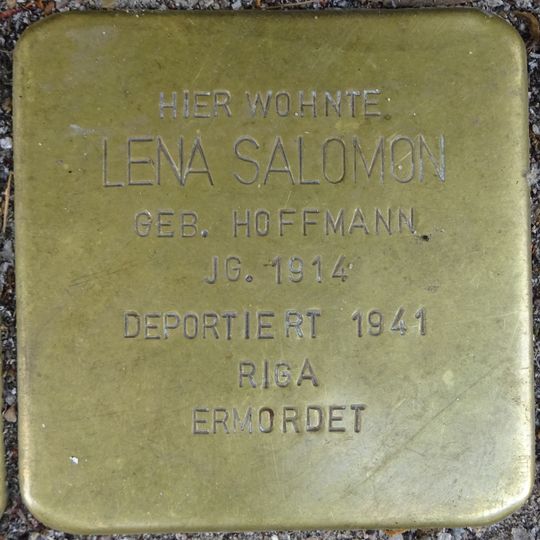 HIER WOHNTE
LENA SALOMON
GEB. HOFFMANN
JG. 1914
DEPORTIERT 1941
RIGA
ERMORDET